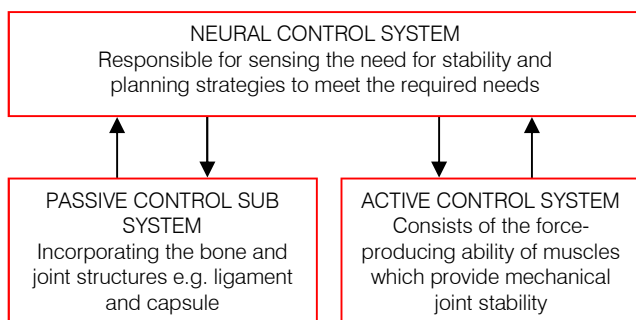 NEURAL CONTROL SYSTEM
Responsible for sensing the need for stability and
planning strategies to meet the required needs
PASSIVE CONTROL SUB
SYSTEM
Incorporating the bone and
joint structures e.g. ligament
and capsule
ACTIVE CONTROL SYSTEM
Consists of the force-
producing ability of muscles
which provide mechanical
joint stability